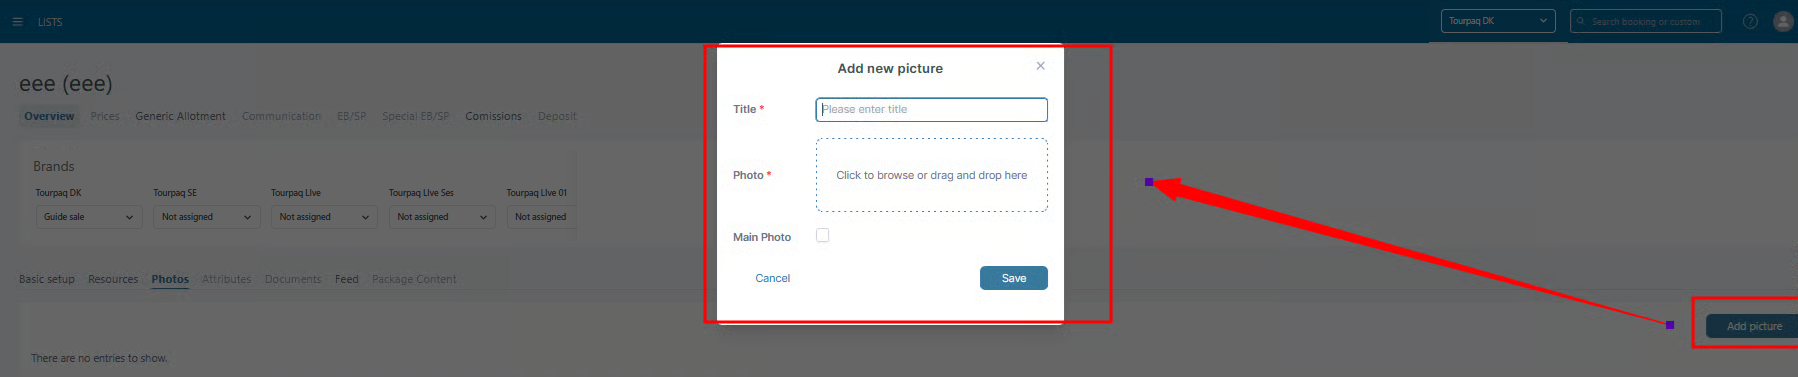 LISTS
Tourpaq DK
Search booking or custom
eee (eee)
Overview Prices Generic Allotment Communication EB/SP Special EB/SP Comissions Deposit
Brands
Tourpaq DK Tourpaq SE Tourpaq LIve Tourpaq LIve Ses Tourpaq LIve 01
Guide sale Not assigned Not assigned Not assigned Not assigned
Basic setup Resources Photos Attributes Documents Feed Package Content
Add picture
There are no entries to show.
Add new picture
Title *
Please enter title
Photo *
Click to browse or drag and drop here
Main Photo
Cancel Save